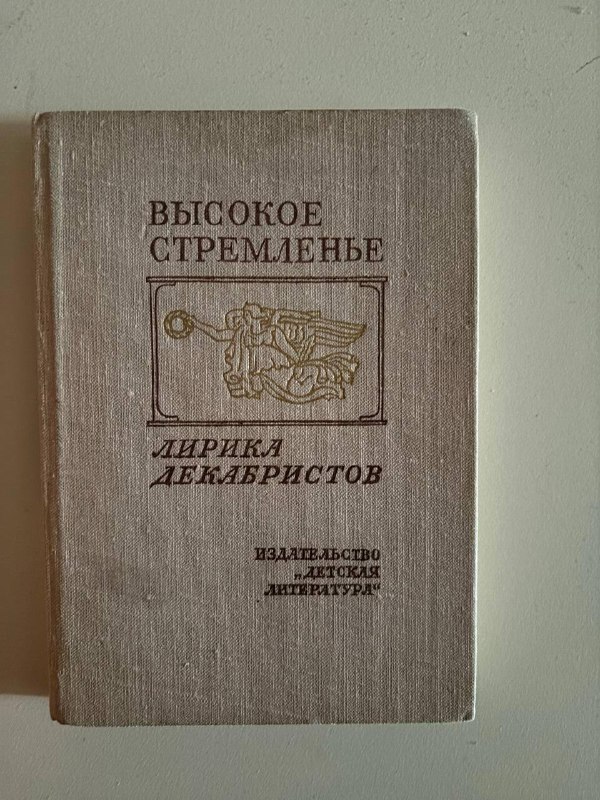 ВЫСОКОЕ
СТРЕМЛЕНЬЕ
ЛИРИКА
ДЕКАБРИСТОВ
ИЗДАТЕЛЬСТВО
„ДЕТСКАЯ
ЛИТЕРАТУРА“